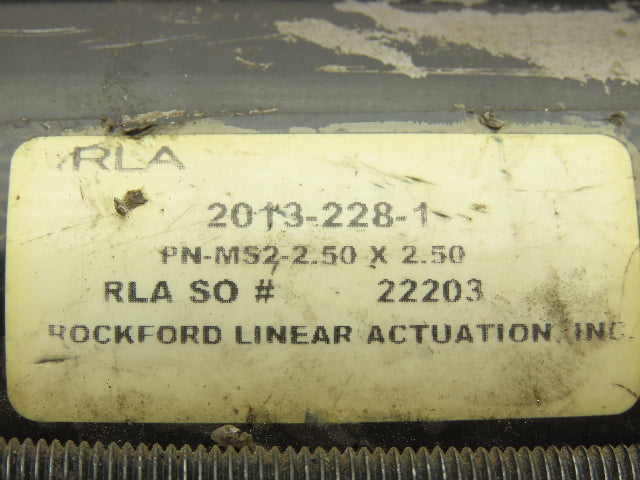 RLA
2013-228-1
PN-MS2-2.50 X 2.50
RLA SO # 22203
ROCKFORD LINEAR ACTUATION, INC.